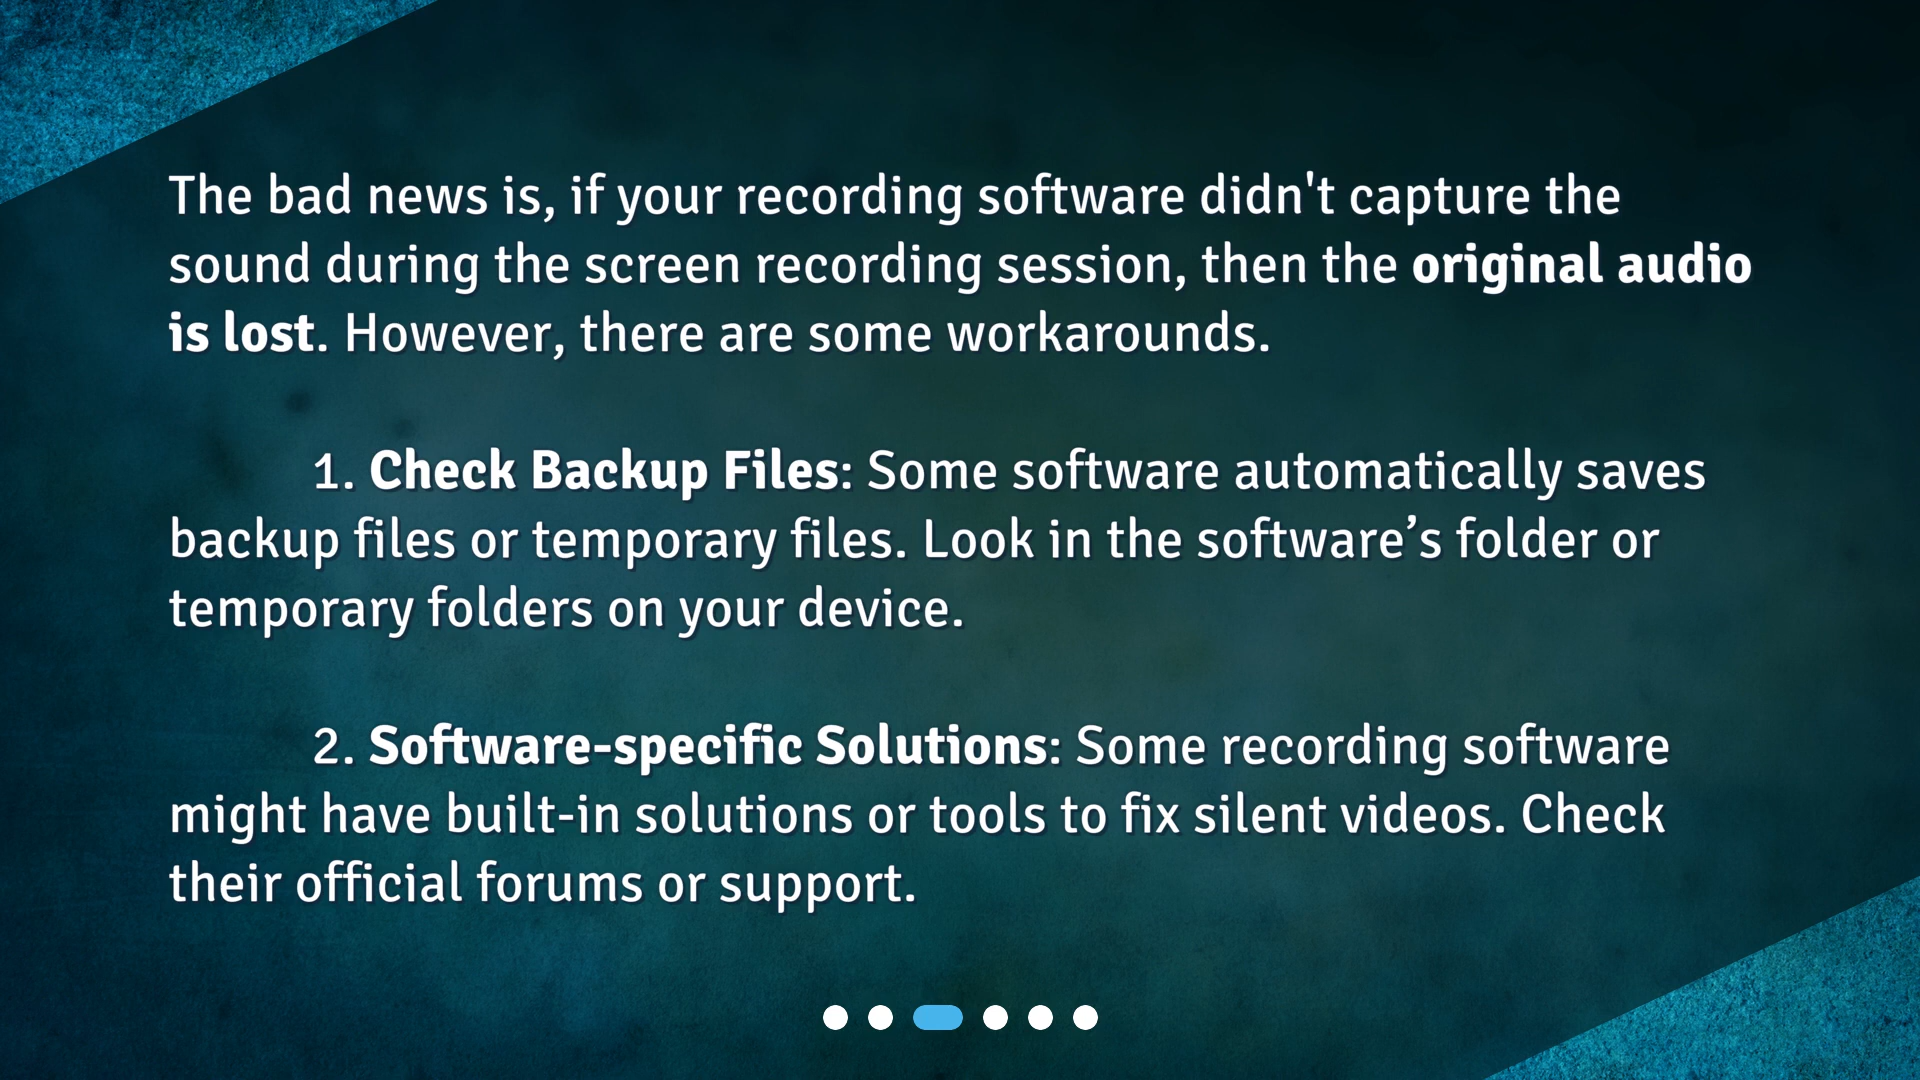 The bad news is, if your recording software didn't capture the
sound during the screen recording session, then the original audio
is lost. However, there are some workarounds.
1. Check Backup Files: Some software automatically saves
backup files or temporary files. Look in the software’s folder or
temporary folders on your device.
2. Software-specific Solutions: Some recording software
might have built-in solutions or tools to fix silent videos. Check
their official forums or support.